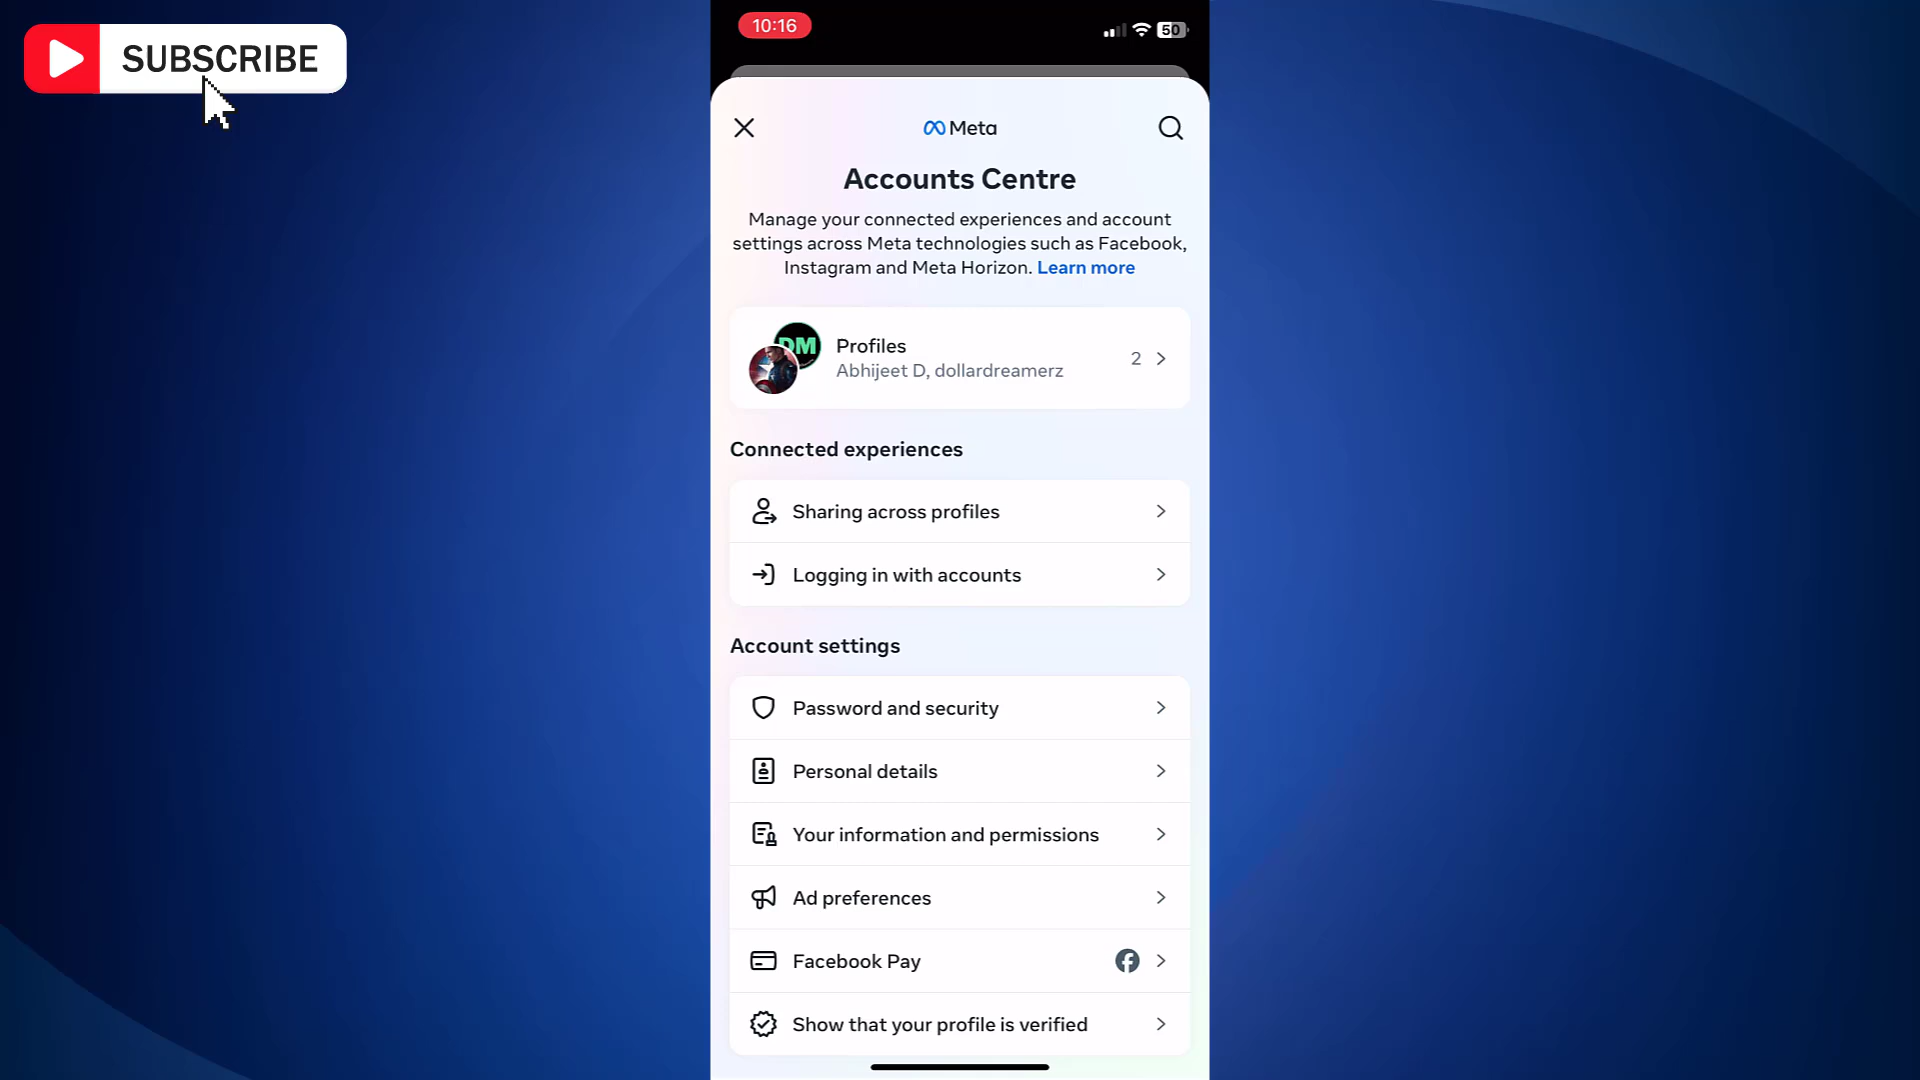 SUBSCRIBE
10:16
50
Meta
Accounts Centre
Manage your connected experiences and account
settings across Meta technologies such as Facebook,
Instagram and Meta Horizon. Learn more
DM
Profiles
Abhijeet D, dollardreamerz
2
Connected experiences
Sharing across profiles
Logging in with accounts
Account settings
Password and security
Personal details
Your information and permissions
Ad preferences
Facebook Pay
Show that your profile is verified